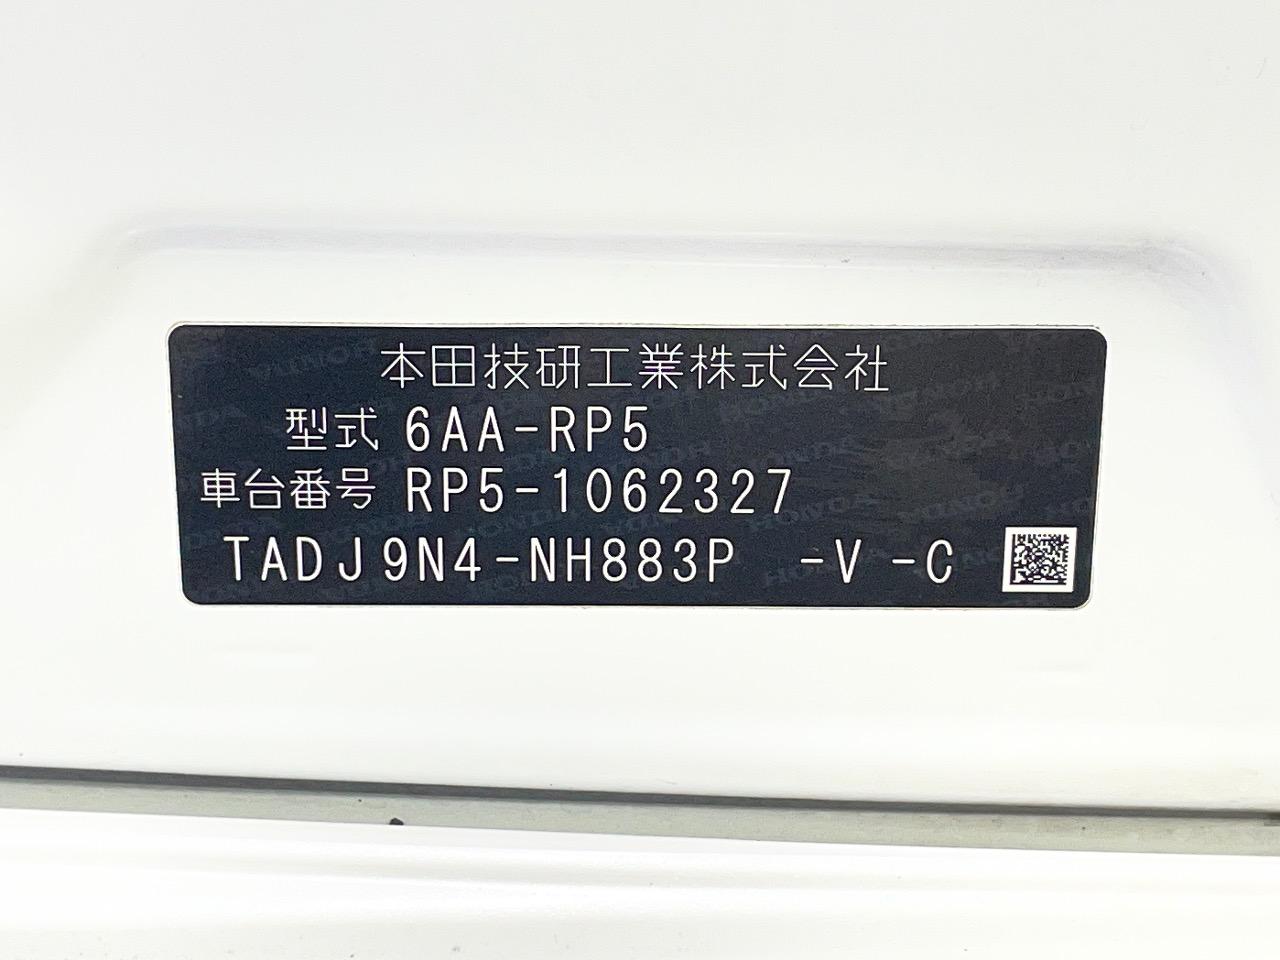 本田技研工業株式会社
型式 6AA-RP5
車台番号 RP5-1062327
TADJ9N4-NH883P -V -C